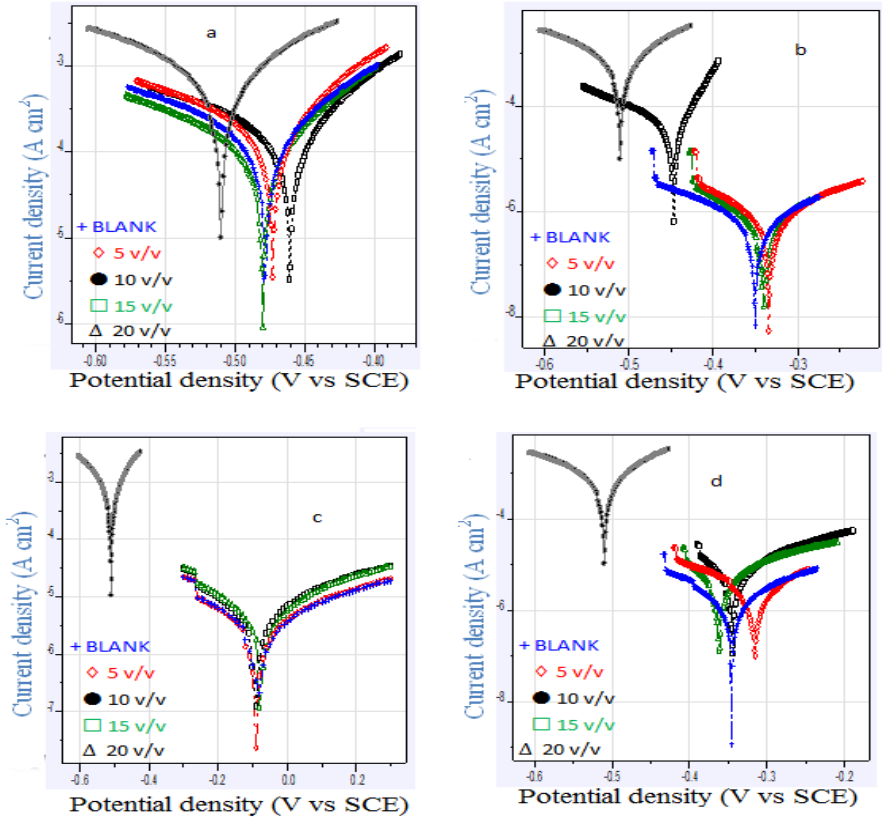 a
Current density (A cm²)
-3
-4
-5
-6
+ BLANK
5 v/v
10 v/v
15 v/v
20 v/v
-0.60 -0.50 -0.40
Potential density (V vs SCE)
b
Current density (A cm²)
-4
-6
-8
+ BLANK
5 v/v
10 v/v
15 v/v
20 v/v
-0.6 -0.5 -0.4 -0.3
Potential density (V vs SCE)
c
Current density (A cm²)
-3
-4
-5
-6
-7
+ BLANK
5 v/v
10 v/v
15 v/v
20 v/v
-0.6 -0.4 -0.2 0.0 0.2
Potential density (V vs SCE)
d
Current density (A cm²)
-4
-6
-8
+ BLANK
5 v/v
10 v/v
15 v/v
20 v/v
-0.6 -0.5 -0.4 -0.3 -0.2
Potential density (V vs SCE)